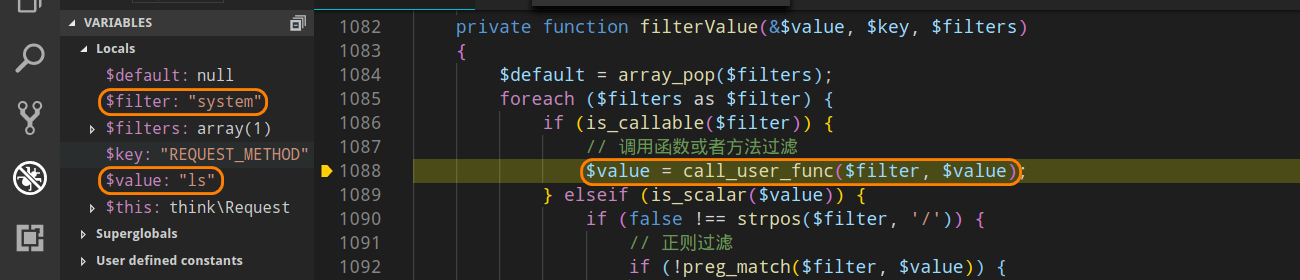 VARIABLES
Locals
$default: null
$filter: "system"
$filters: array(1)
$key: "REQUEST_METHOD"
$value: "ls"
$this: think\Request
Superglobals
User defined constants
1082 private function filterValue(&$value, $key, $filters)
1083 {
1084 $default = array_pop($filters);
1085 foreach ($filters as $filter) {
1086 if (is_callable($filter)) {
1087 // 调用函数或者方法过滤
1088 $value = call_user_func($filter, $value);
1089 } elseif (is_scalar($value)) {
1090 if (false !== strpos($filter, '/')) {
1091 // 正则过滤
1092 if (!preg_match($filter, $value)) {